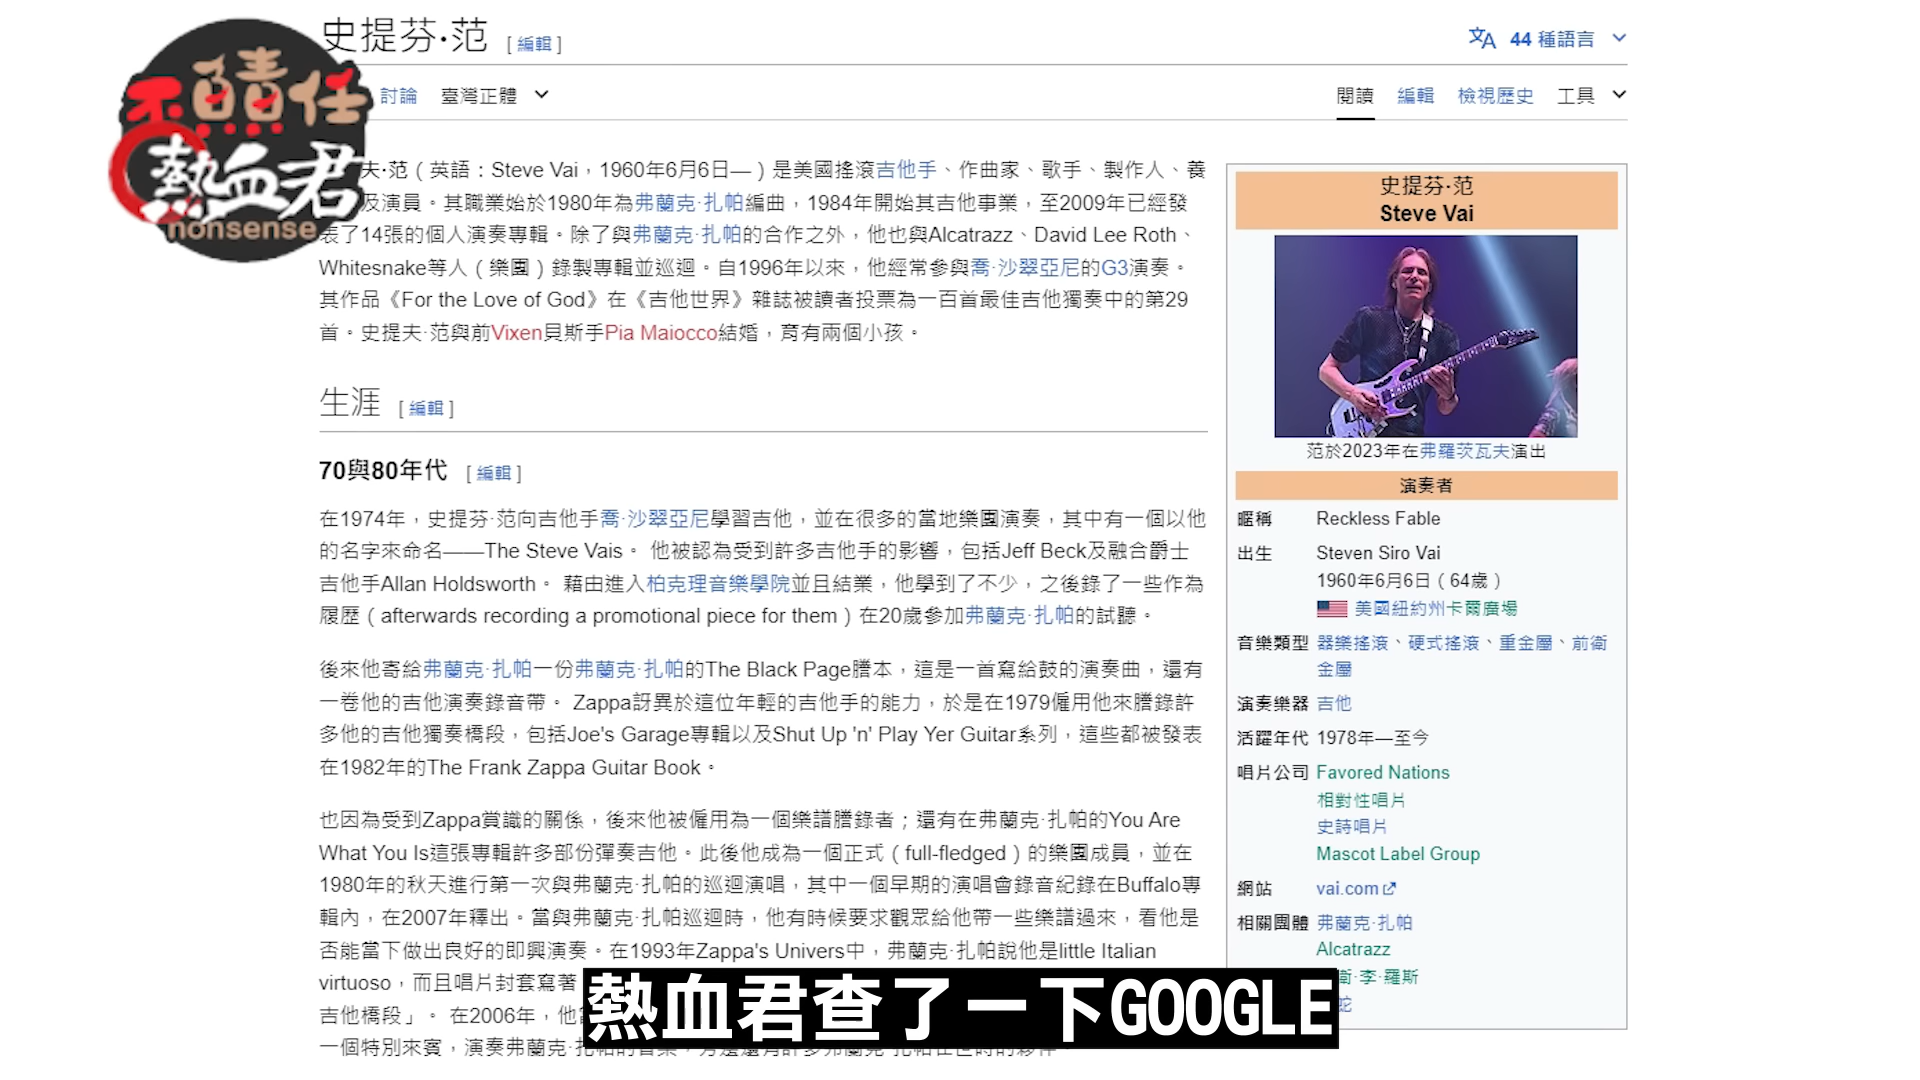 史提芬·范 [編輯]
文A 44 種語言
不負責任
熱血君
nonsense
討論 臺灣正體
閱讀 編輯 檢視歷史 工具
夫·范（英語：Steve Vai，1960年6月6日—）是美國搖滾吉他手、作曲家、歌手、製作人、養
及演員。其職業始於1980年為弗蘭克·扎帕編曲，1984年開始其吉他事業，至2009年已經發
表了14張的個人演奏專輯。除了與弗蘭克·扎帕的合作之外，他也與Alcatrazz、David Lee Roth、
Whitesnake等人（樂團）錄製專輯並巡迴。自1996年以來，他經常參與喬·沙翠亞尼的G3演奏。
其作品《For the Love of God》在《吉他世界》雜誌被讀者投票為一百首最佳吉他獨奏中的第29
首。史提夫·范與前Vixen貝斯手Pia Maiocco結婚，育有兩個小孩。
生涯 [編輯]
70與80年代 [編輯]
在1974年，史提芬·范向吉他手喬·沙翠亞尼學習吉他，並在很多的當地樂團演奏，其中有一個以他
的名字來命名——The Steve Vais。 他被認為受到許多吉他手的影響，包括Jeff Beck及融合爵士
吉他手Allan Holdsworth。 藉由進入柏克理音樂學院並且結業，他學到了不少，之後錄了一些作為
履歷（afterwards recording a promotional piece for them）在20歲參加弗蘭克·扎帕的試聽。
後來他寄給弗蘭克·扎帕一份弗蘭克·扎帕的The Black Page謄本，這是一首寫給鼓的演奏曲，還有
一卷他的吉他演奏錄音帶。 Zappa訝異於這位年輕的吉他手的能力，於是在1979僱用他來謄錄許
多他的吉他獨奏橋段，包括Joe's Garage專輯以及Shut Up 'n' Play Yer Guitar系列，這些都被發表
在1982年的The Frank Zappa Guitar Book。
也因為受到Zappa賞識的關係，後來他被僱用為一個樂譜謄錄者；還有在弗蘭克·扎帕的You Are
What You Is這張專輯許多部份彈奏吉他。此後他成為一個正式（full-fledged）的樂團成員，並在
1980年的秋天進行第一次與弗蘭克·扎帕的巡迴演唱，其中一個早期的演唱會錄音紀錄在Buffalo專
輯內，在2007年釋出。當與弗蘭克·扎帕巡迴時，他有時候要求觀眾給他帶一些樂譜過來，看他是
否能當下做出良好的即興演奏。在1993年Zappa's Univers中，弗蘭克·扎帕說他是little Italian
virtuoso，而且唱片封套寫著
吉他橋段」。 在2006年，他
一個特別來賓，演奏弗蘭克·扎帕的音樂，
史提芬·范
Steve Vai
范於2023年在弗羅茨瓦夫演出
演奏者
暱稱 Reckless Fable
出生 Steven Siro Vai
1960年6月6日（64歲）
美國紐約州卡爾廣場
音樂類型 器樂搖滾、硬式搖滾、重金屬、前衛
金屬
演奏樂器 吉他
活躍年代 1978年—至今
唱片公司 Favored Nations
相對性唱片
史詩唱片
Mascot Label Group
網站 vai.com
相關團體 弗蘭克·扎帕
Alcatrazz
衛·李·羅斯
蛇
熱血君查了一下GOOGLE